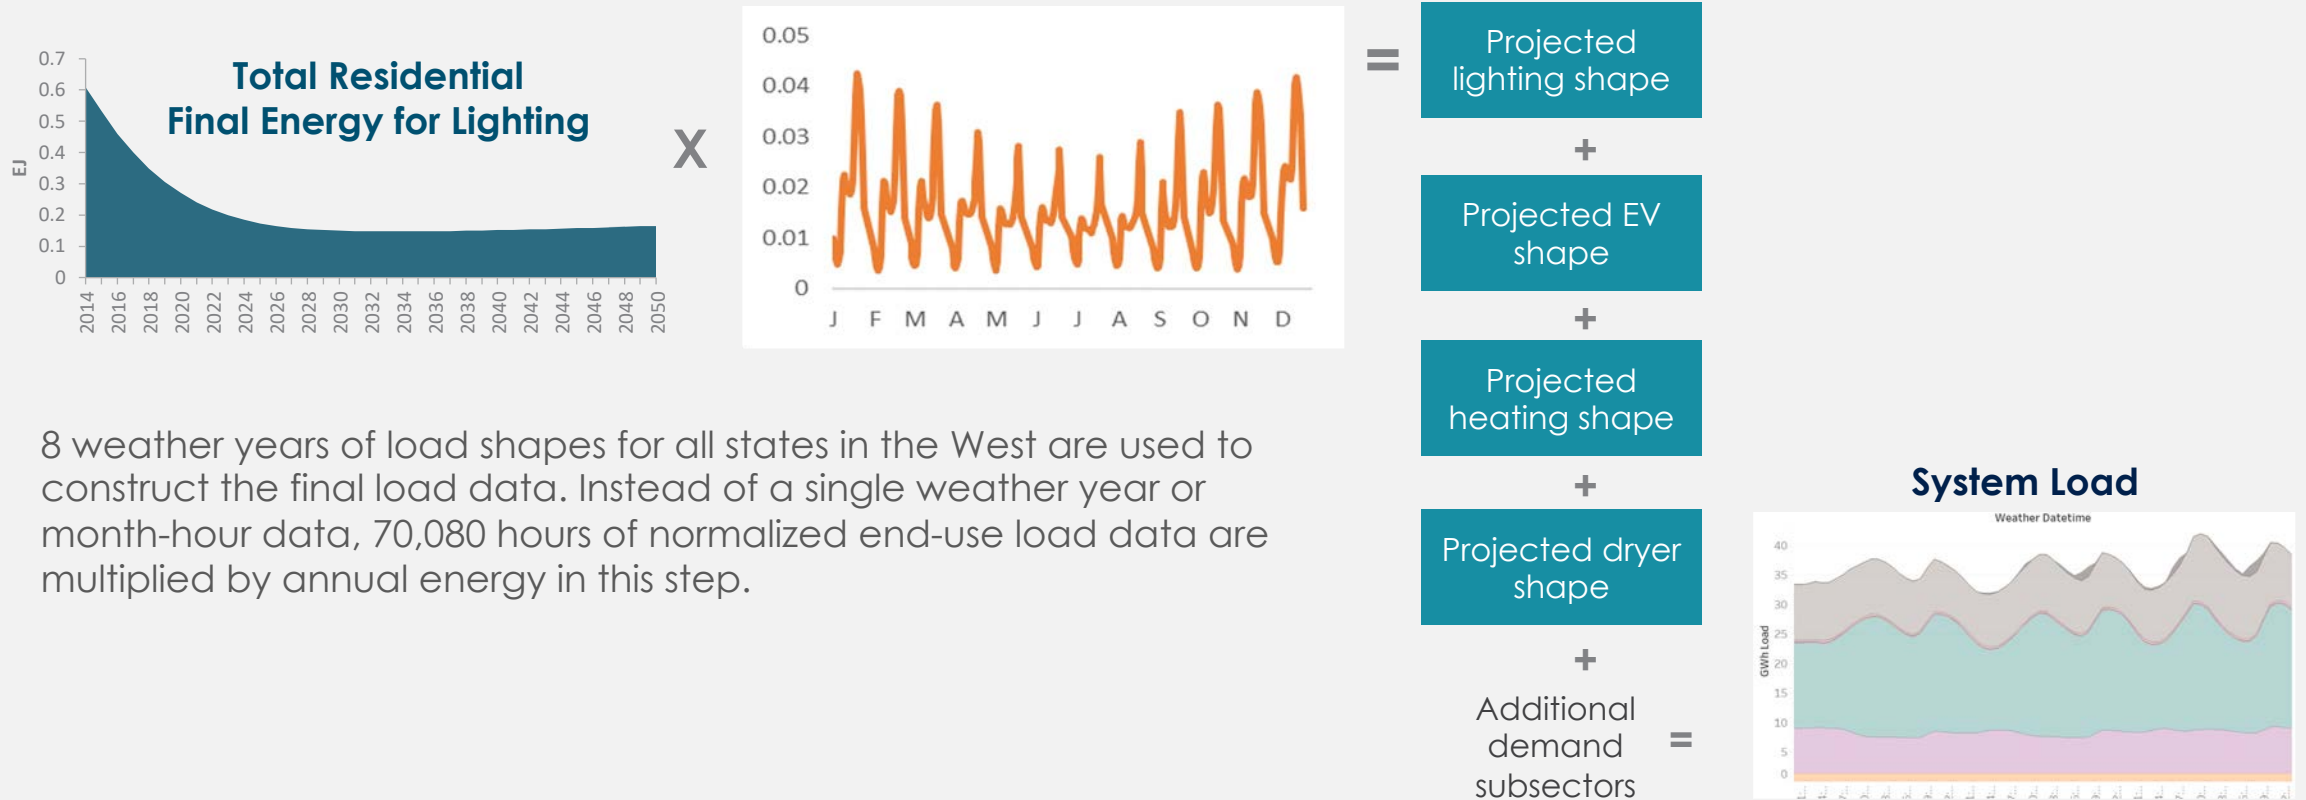 Total Residential
Final Energy for Lighting
EJ
0.7
0.6
0.5
0.4
0.3
0.2
0.1
0
2014
2016
2018
2020
2022
2024
2026
2028
2030
2032
2034
2036
2038
2040
2042
2044
2046
2048
2050
X
0.05
0.04
0.03
0.02
0.01
0
J F M A M J J A S O N D
=
Projected
lighting shape
+
Projected EV
shape
+
Projected
heating shape
+
Projected dryer
shape
+
Additional
demand
subsectors
=
8 weather years of load shapes for all states in the West are used to
construct the final load data. Instead of a single weather year or
month-hour data, 70,080 hours of normalized end-use load data are
multiplied by annual energy in this step.
System Load
Weather Datetime
GWh Load
40
35
30
25
20
15
10
5
0